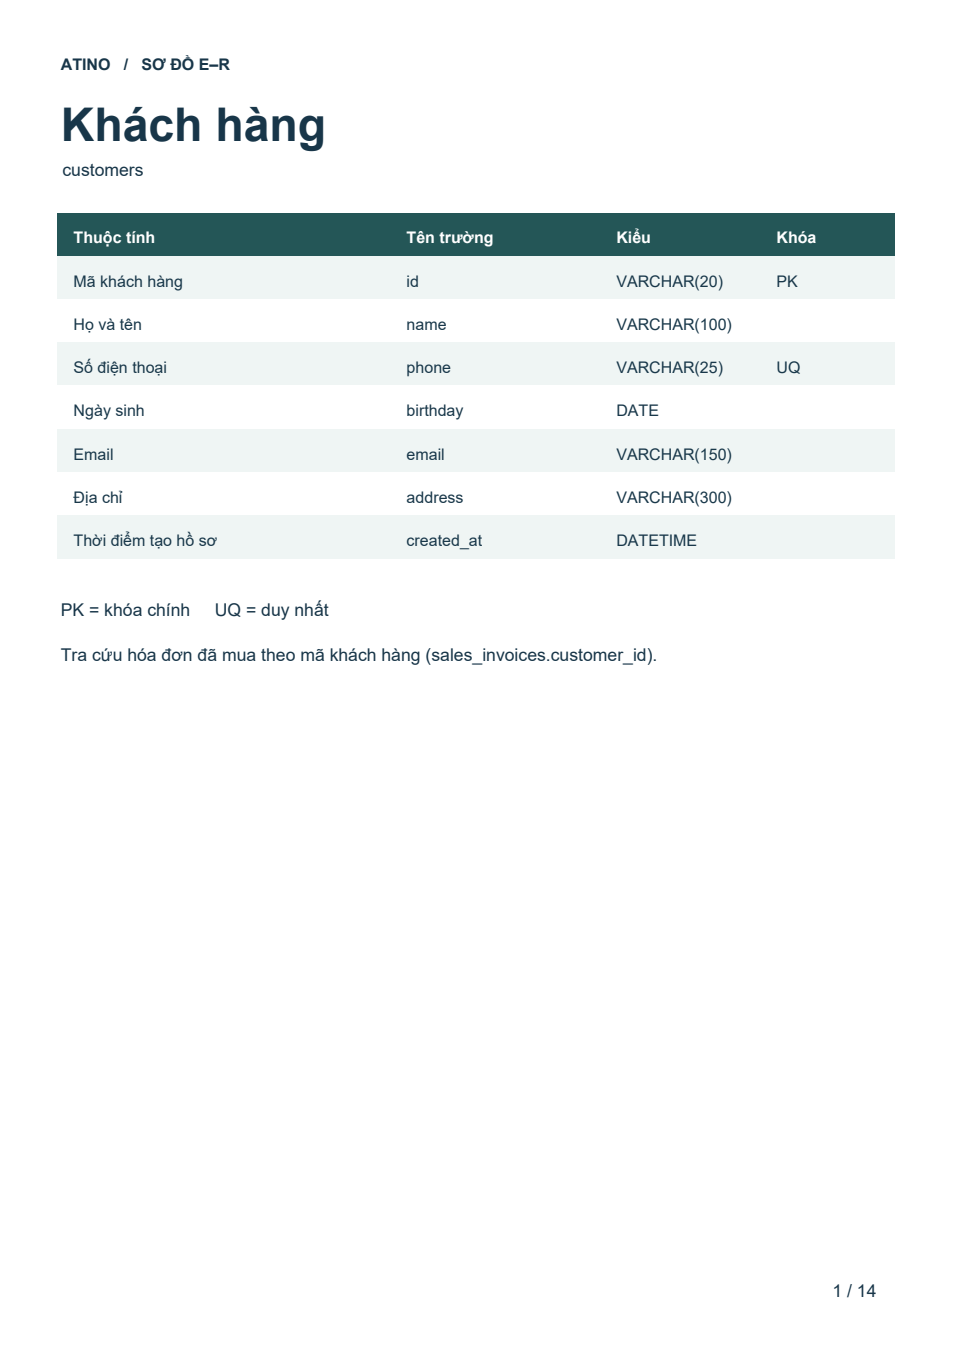 ATINO / SƠ ĐỒ E–R
Khách hàng
customers
Thuộc tính Tên trường Kiểu Khóa
Mã khách hàng id VARCHAR(20) PK
Họ và tên name VARCHAR(100)
Số điện thoại phone VARCHAR(25) UQ
Ngày sinh birthday DATE
Email email VARCHAR(150)
Địa chỉ address VARCHAR(300)
Thời điểm tạo hồ sơ created_at DATETIME
PK = khóa chính UQ = duy nhất
Tra cứu hóa đơn đã mua theo mã khách hàng (sales_invoices.customer_id).
1 / 14